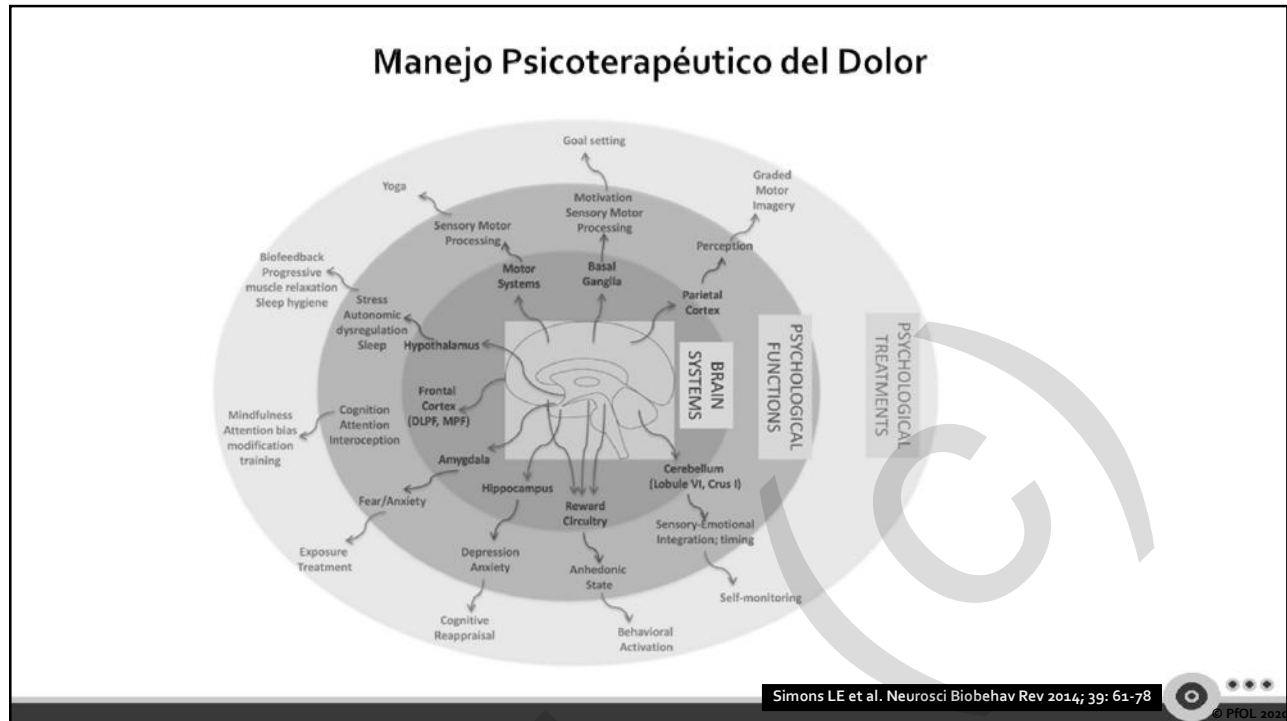 Manejo Psicoterapéutico del Dolor
Goal setting
Yoga
Graded
Motor
Imagery
Motivation
Sensory Motor
Processing
Sensory Motor
Processing
Perception
Biofeedback
Progressive
muscle relaxation
Sleep hygiene
Motor
Systems
Basal
Ganglia
Parietal
Cortex
Stress
Autonomic
dysregulation
Sleep
Hypothalamus
BRAIN
SYSTEMS
PSYCHOLOGICAL
FUNCTIONS
PSYCHOLOGICAL
TREATMENTS
Frontal
Cortex
(DLPF, MPF)
Mindfulness
Attention bias
modification
training
Cognition
Attention
Interoception
Amygdala
Hippocampus
Cerebellum
(Lobule VI, Crus I)
Fear/Anxiety
Reward
Circuitry
Sensory-Emotional
Integration; timing
Exposure
Treatment
Depression
Anxiety
Anhedonic
State
Self-monitoring
Cognitive
Reappraisal
Behavioral
Activation
(c)
Simons LE et al. Neurosci Biobehav Rev 2014; 39: 61-78
© PfOL 2021